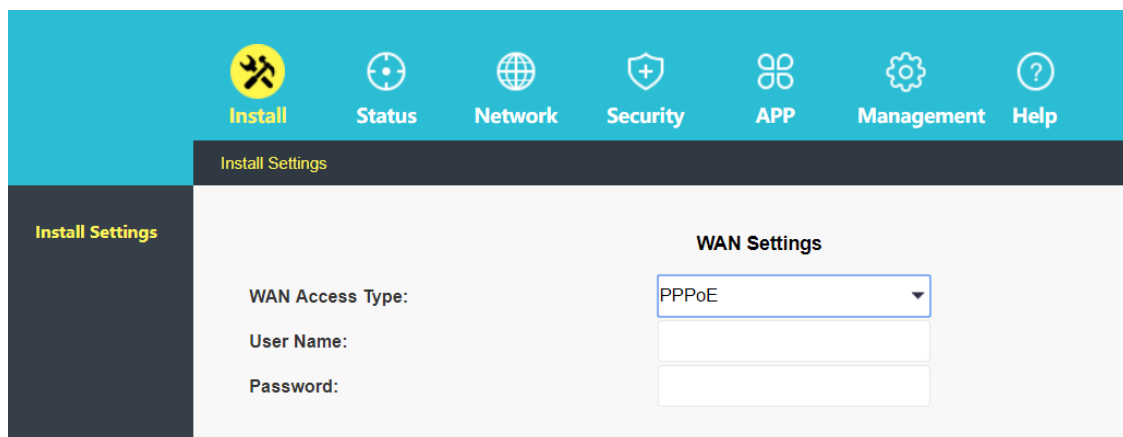 Install Status Network Security APP Management Help
Install Settings
Install Settings
WAN Settings
WAN Access Type: PPPoE
User Name:
Password: